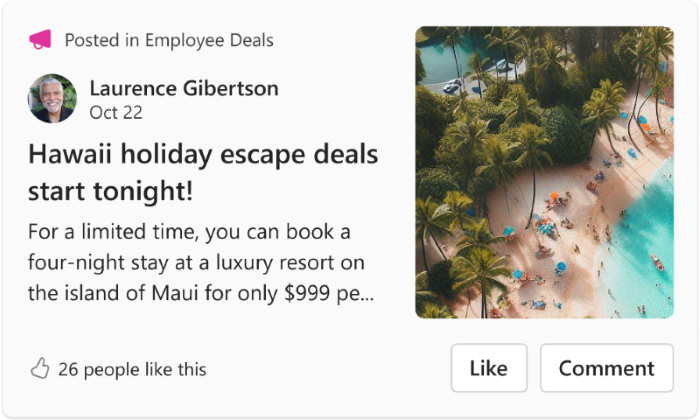 Posted in Employee Deals
Laurence Gibertson
Oct 22
Hawaii holiday escape deals
start tonight!
For a limited time, you can book a
four-night stay at a luxury resort on
the island of Maui for only $999 pe...
26 people like this
Like
Comment